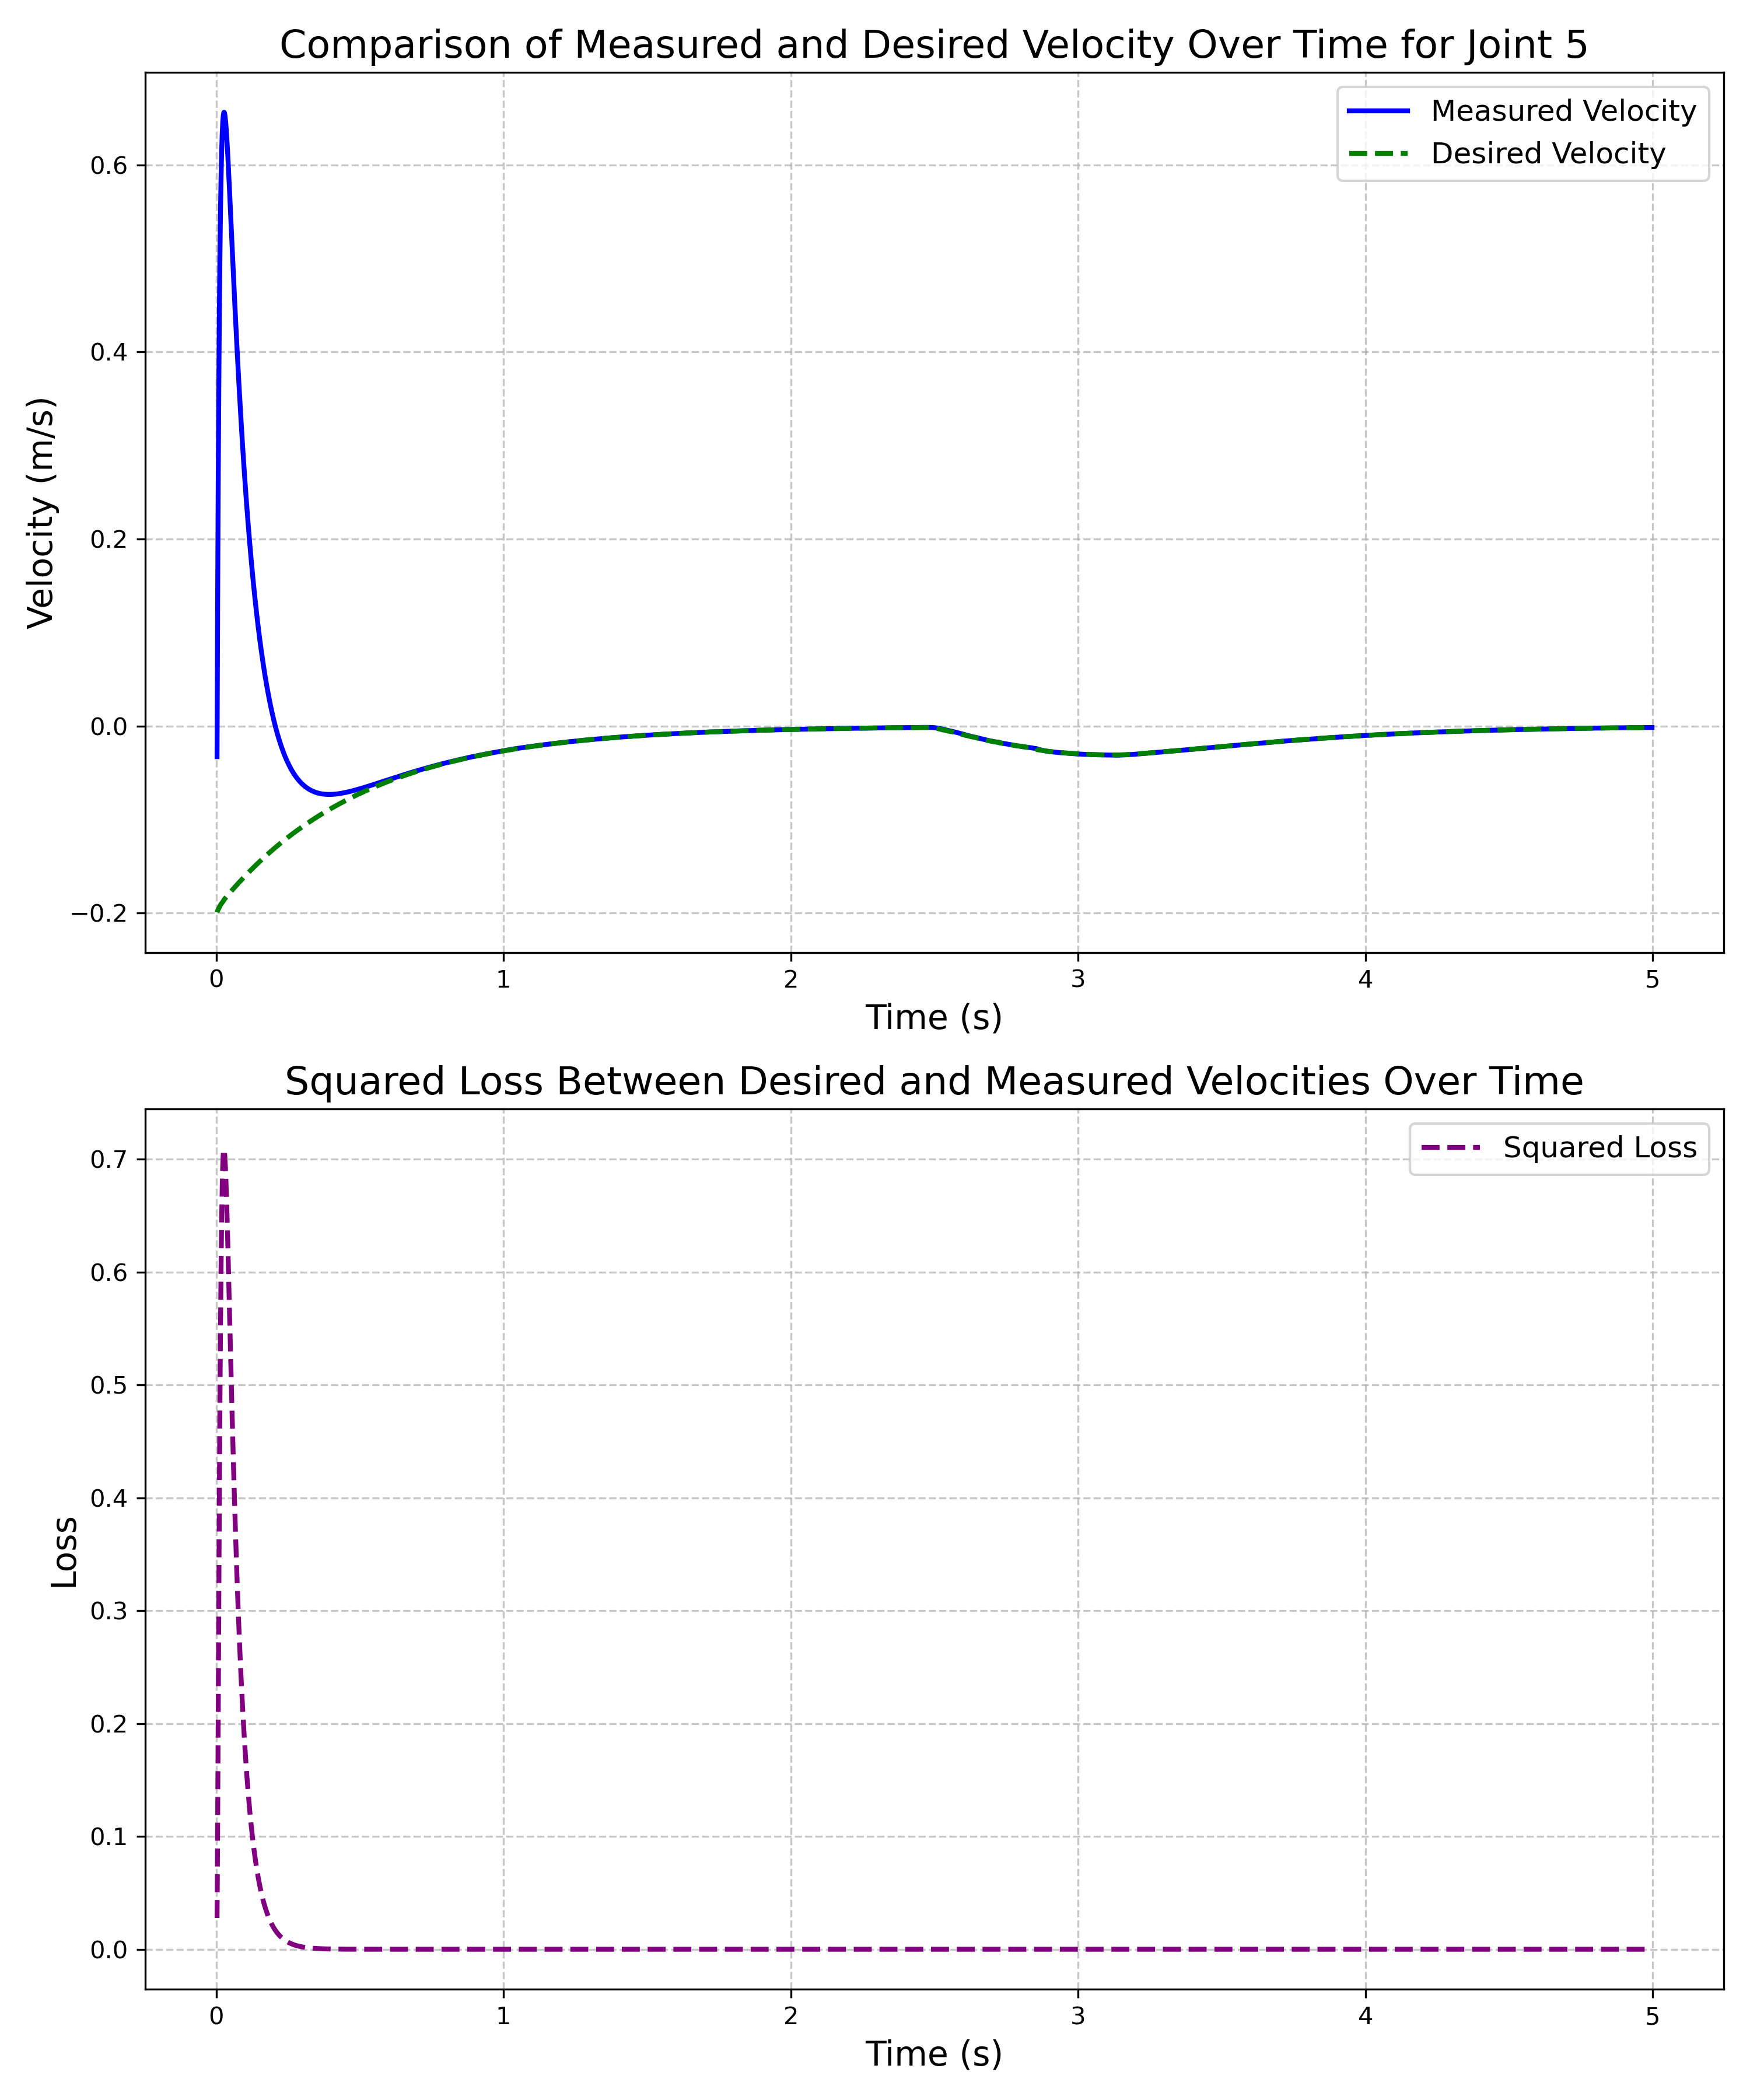 Comparison of Measured and Desired Velocity Over Time for Joint 5
Measured Velocity
Desired Velocity
Velocity (m/s)
0.6
0.4
0.2
0.0
−0.2
0 1 2 3 4 5
Time (s)
Squared Loss Between Desired and Measured Velocities Over Time
Squared Loss
Loss
0.7
0.6
0.5
0.4
0.3
0.2
0.1
0.0
0 1 2 3 4 5
Time (s)